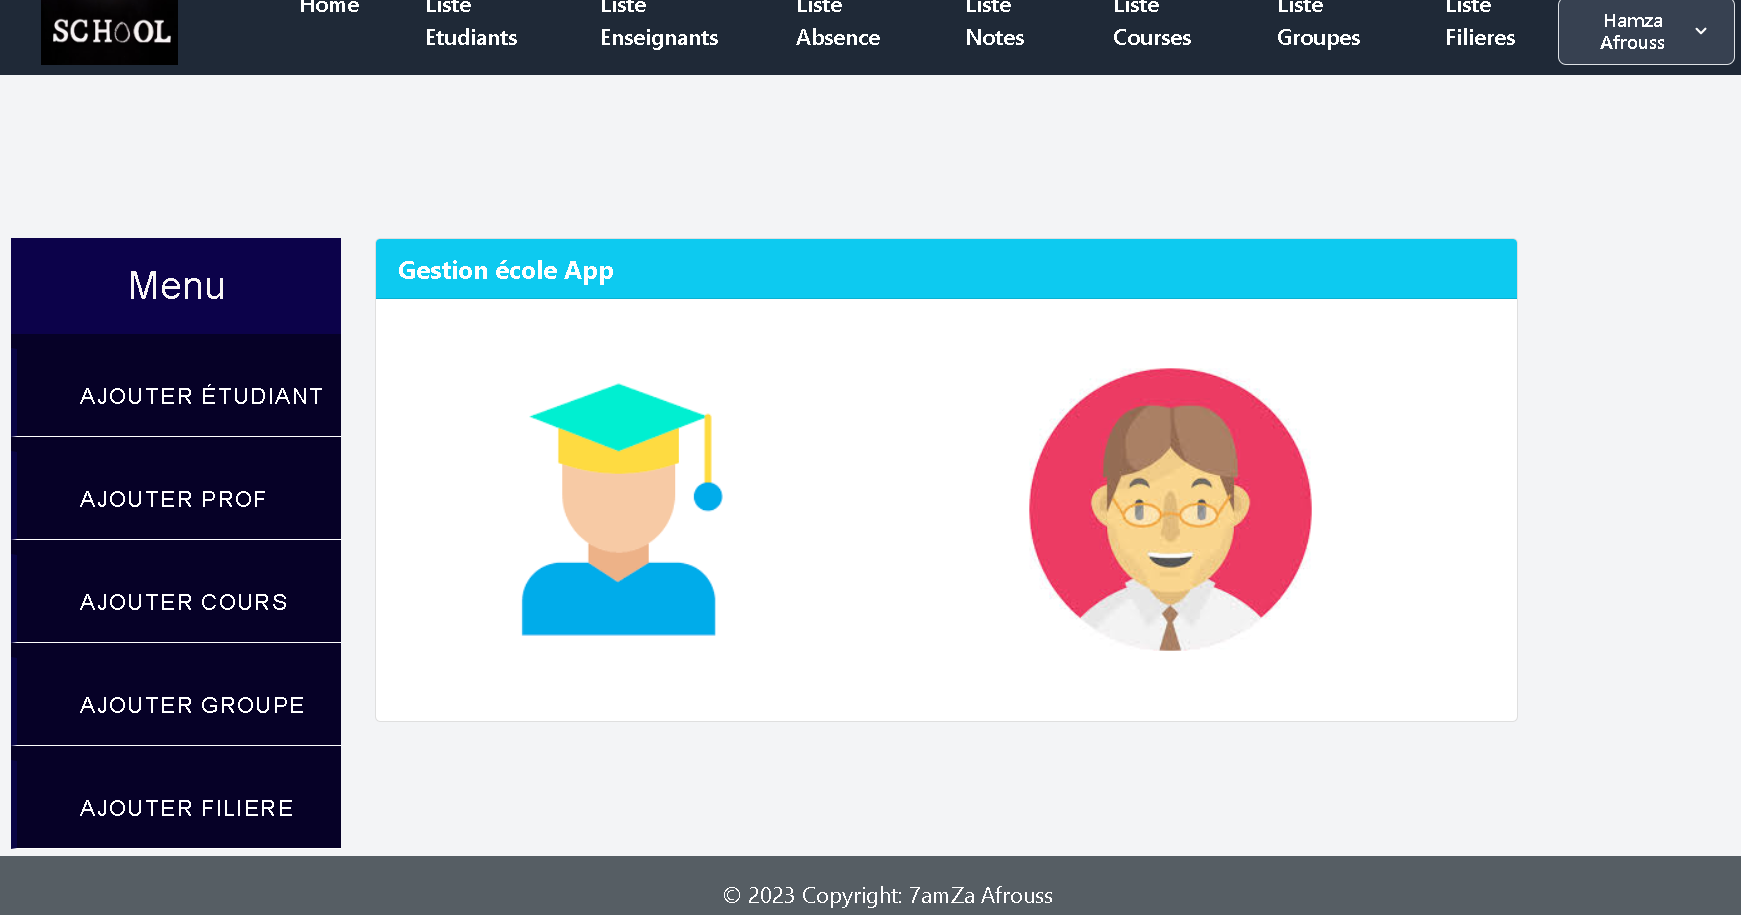 SCHOOL
Home
Liste
Etudiants
Liste
Enseignants
Liste
Absence
Liste
Notes
Liste
Courses
Liste
Groupes
Liste
Filieres
Hamza
Afrouss
Menu
AJOUTER ÉTUDIANT
AJOUTER PROF
AJOUTER COURS
AJOUTER GROUPE
AJOUTER FILIERE
Gestion école App
© 2023 Copyright: 7amZa Afrouss